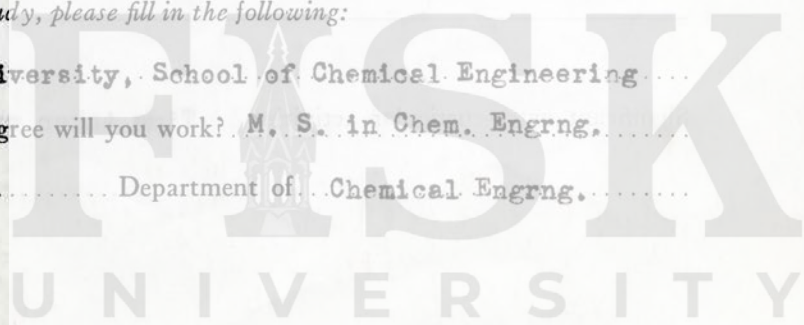 udy, please fill in the following:
iversity, School of Chemical Engineering
gree will you work? M. S. in Chem. Engrng.
Department of Chemical Engrng.
FISK
UNIVERSITY